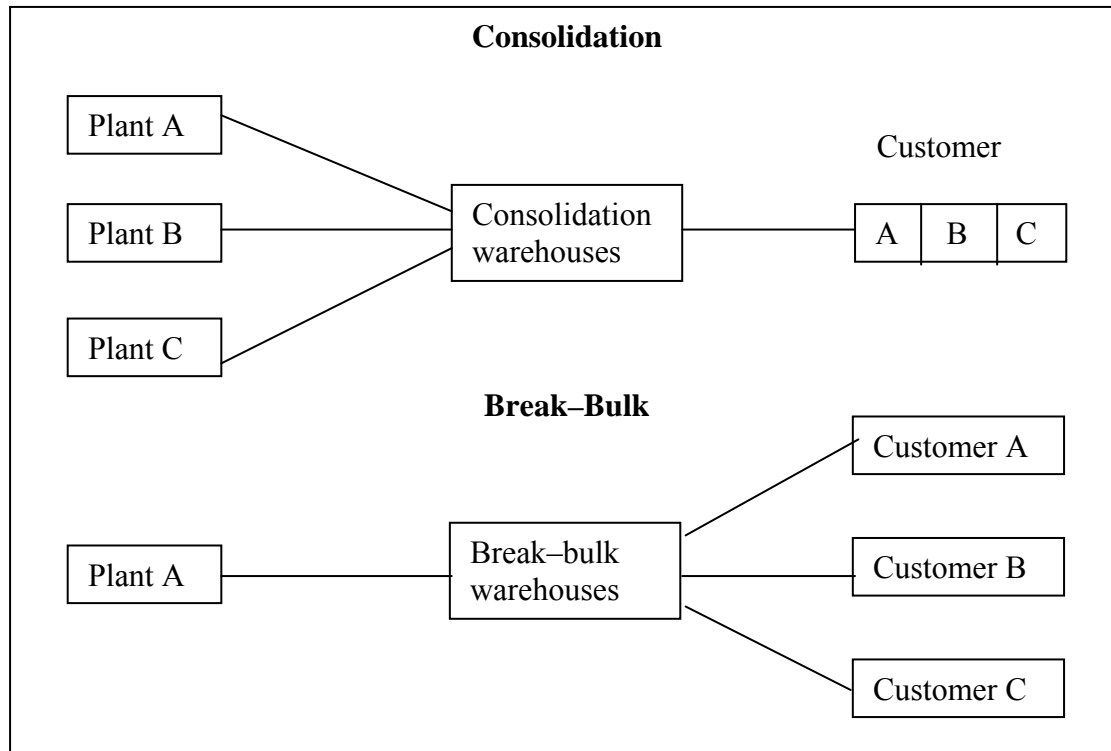 Consolidation
Plant A
Plant B
Plant C
Consolidation
warehouses
Customer
A B C
Break–Bulk
Plant A
Break–bulk
warehouses
Customer A
Customer B
Customer C